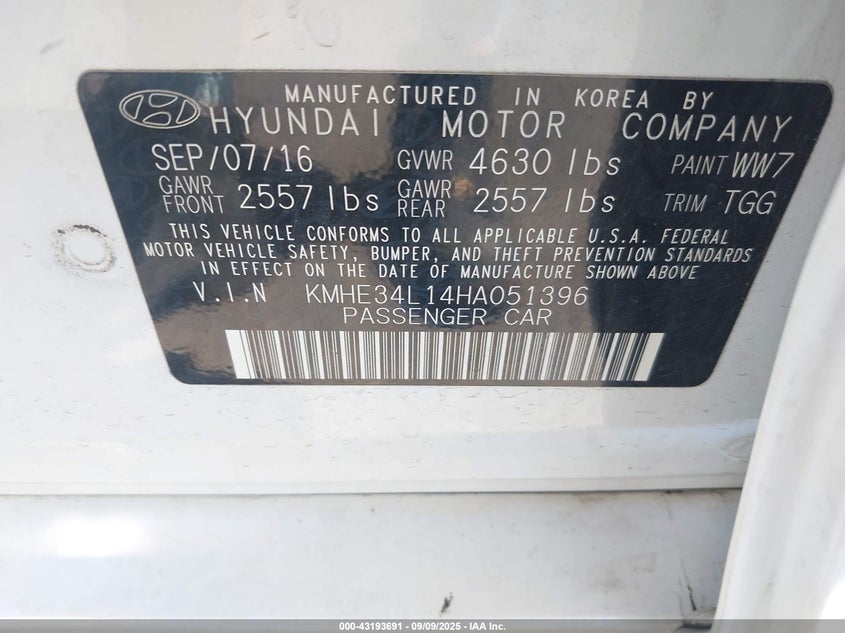 MANUFACTURED IN KOREA BY
HYUNDAI MOTOR COMPANY
SEP/07/16 GVWR 4630 lbs PAINT WW7
GAWR FRONT 2557 lbs GAWR REAR 2557 lbs TRIM TGG
THIS VEHICLE CONFORMS TO ALL APPLICABLE U.S.A. FEDERAL
MOTOR VEHICLE SAFETY, BUMPER, AND THEFT PREVENTION STANDARDS
IN EFFECT ON THE DATE OF MANUFACTURE SHOWN ABOVE
V.I.N KMHE34L14HA051396
PASSENGER CAR
000-43193691 - 09/09/2025 - IAA Inc.